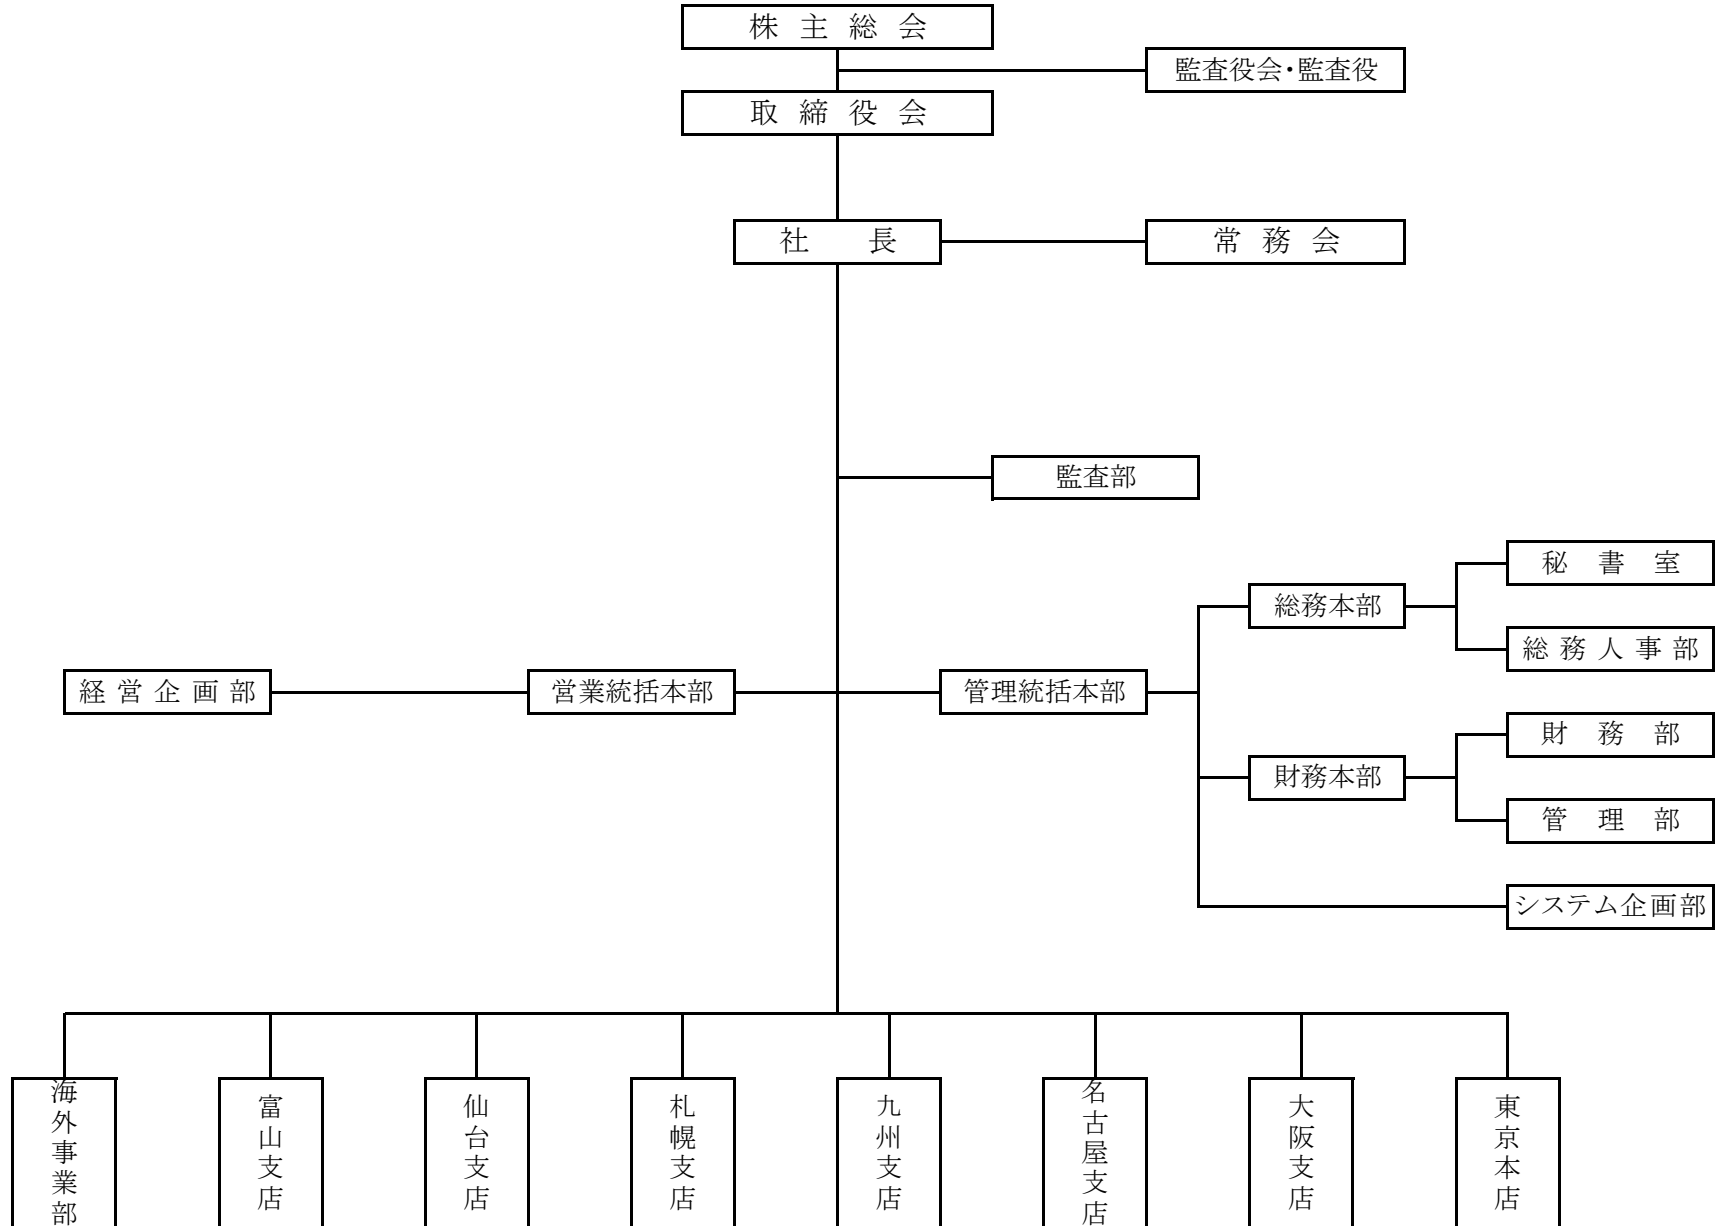 株主総会
監査役会・監査役
取締役会
社長
常務会
監査部
秘書室
総務本部
総務人事部
経営企画部
営業統括本部
管理統括本部
財務部
財務本部
管理部
システム企画部
海外事業部
富山支店
仙台支店
札幌支店
九州支店
名古屋支店
大阪支店
東京本店